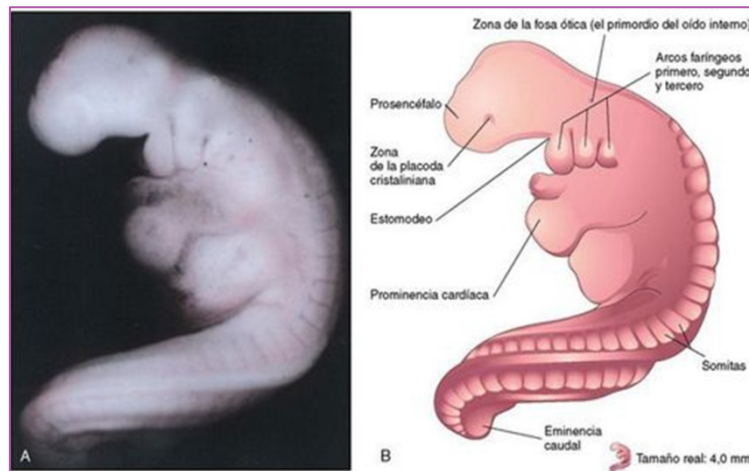 Zona de la fosa ótica (el primordio del oído interno)
Arcos faríngeos
primero, segundo
y tercero
Prosencéfalo
Zona
de la placoda
cristaliniana
Estomodeo
Prominencia cardíaca
Somitas
Eminencia
caudal
A
B
Tamaño real: 4,0 mm